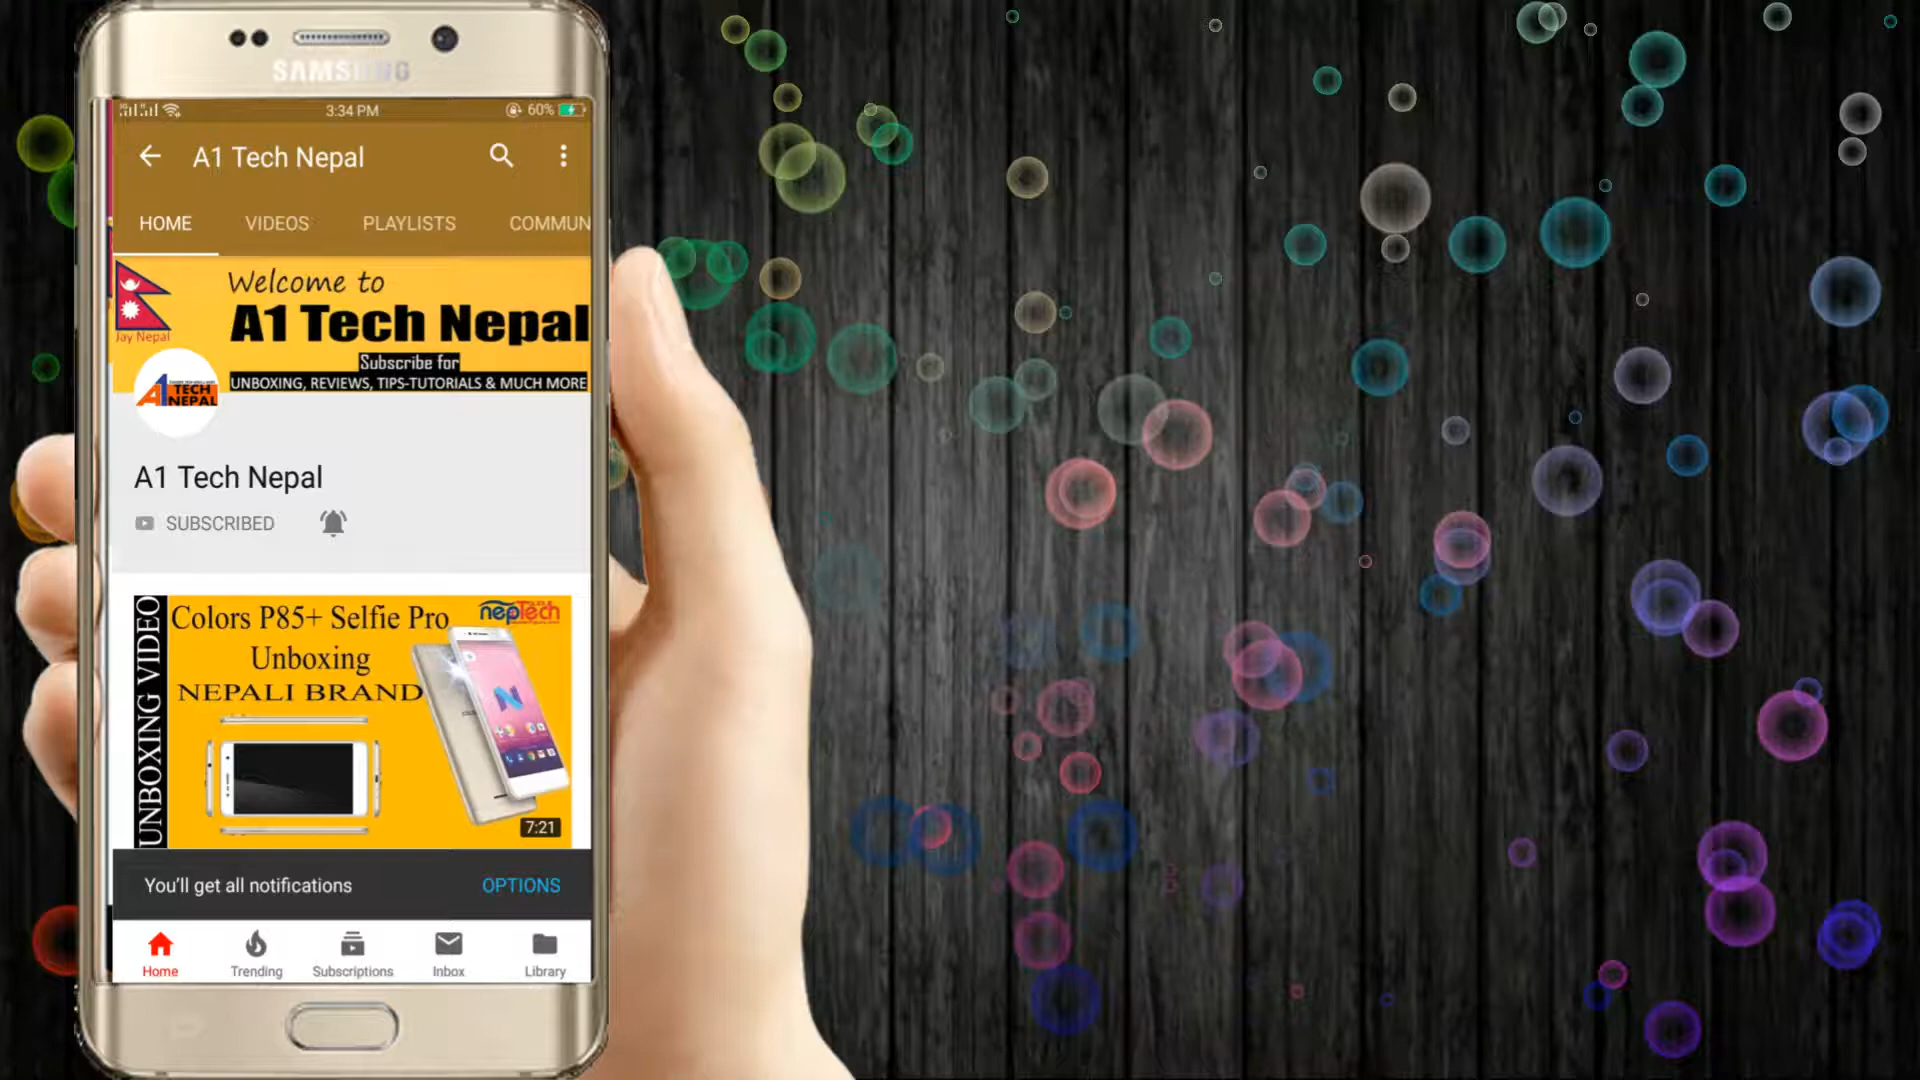 SAMSUNG
3:34 PM
60%
A1 Tech Nepal
HOME VIDEOS PLAYLISTS COMMUN
Welcome to
A1 Tech Nepal
Jay Nepal
Subscribe for
UNBOXING, REVIEWS, TIPS-TUTORIALS & MUCH MORE
A1 TECH NEPAL
A1 Tech Nepal
SUBSCRIBED
UNBOXING VIDEO
Colors P85+ Selfie Pro
nepTech
Unboxing
NEPALI BRAND
7:21
You'll get all notifications OPTIONS
Home Trending Subscriptions Inbox Library